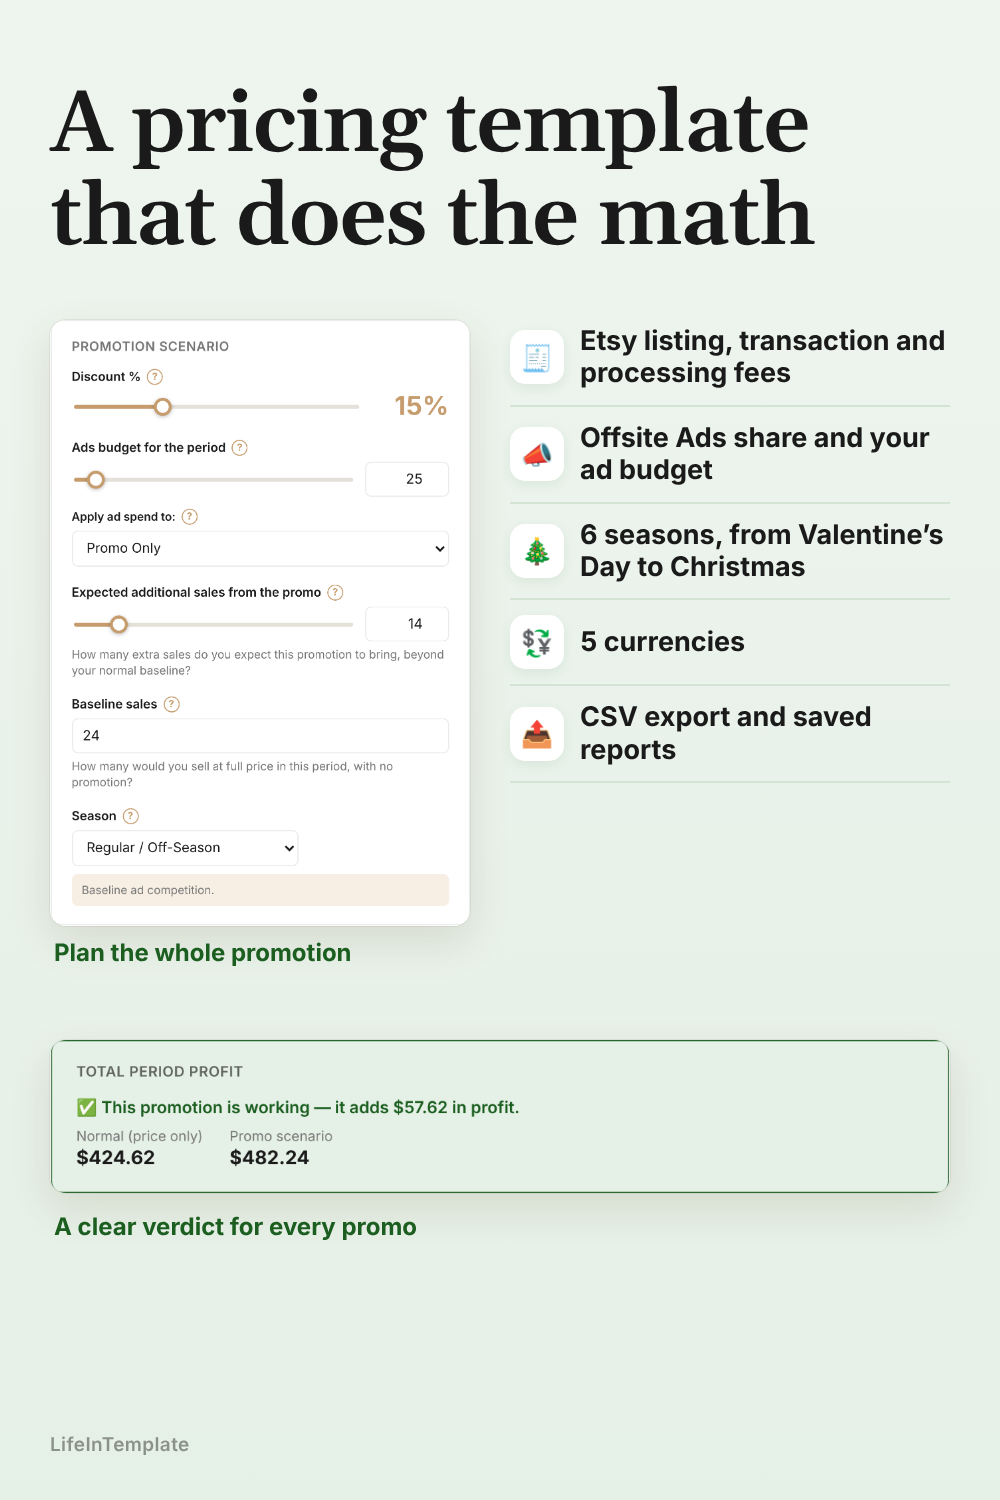 A pricing template
that does the math
PROMOTION SCENARIO
Discount % ?
15%
Ads budget for the period ?
25
Apply ad spend to: ?
Promo Only
Expected additional sales from the promo ?
14
How many extra sales do you expect this promotion to bring, beyond
your normal baseline?
Baseline sales ?
24
How many would you sell at full price in this period, with no
promotion?
Season ?
Regular / Off-Season
Baseline ad competition.
Plan the whole promotion
Etsy listing, transaction and
processing fees
Offsite Ads share and your
ad budget
6 seasons, from Valentine’s
Day to Christmas
5 currencies
CSV export and saved
reports
TOTAL PERIOD PROFIT
✅ This promotion is working — it adds $57.62 in profit.
Normal (price only) Promo scenario
$424.62 $482.24
A clear verdict for every promo
LifeInTemplate